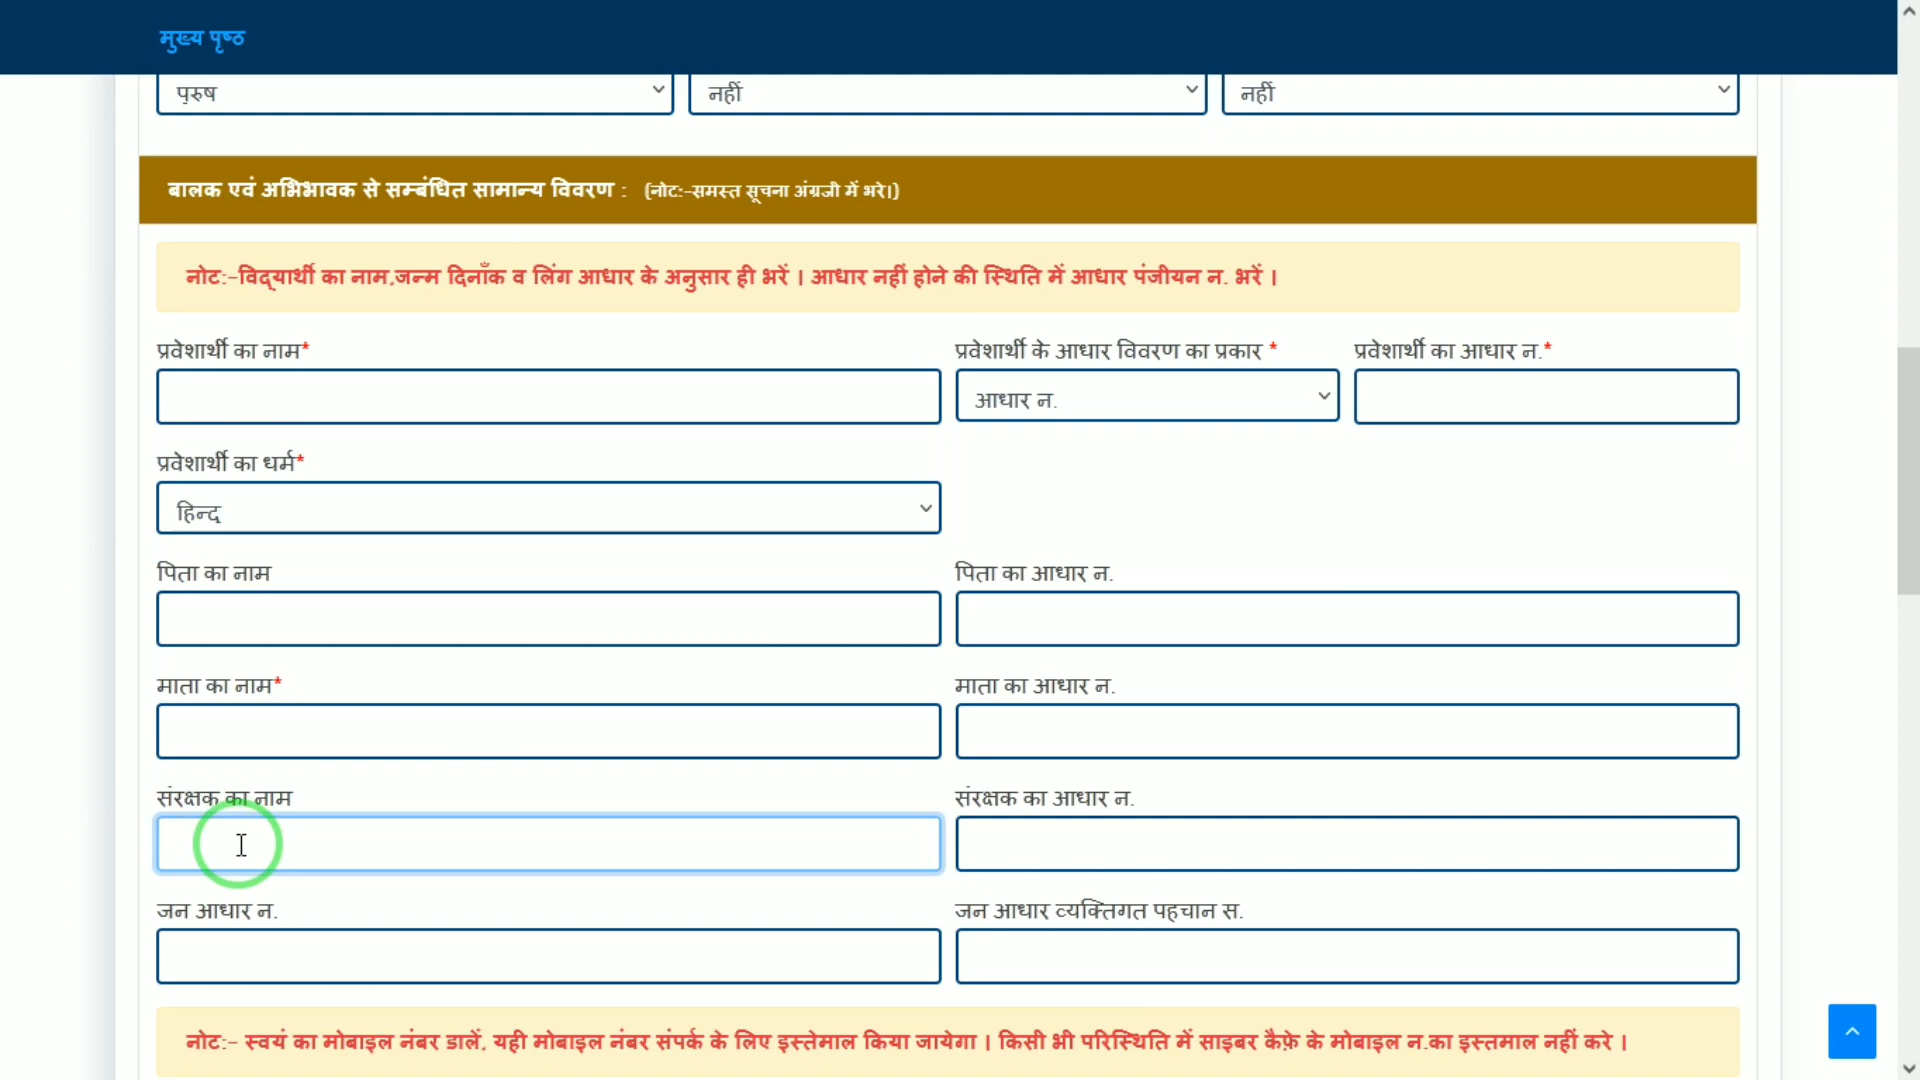 मुख्य पृष्ठ
पुरुष
नहीं
नहीं
बालक एवं अभिभावक से सम्बंधित सामान्य विवरण : (नोटः-समस्त सूचना अंग्रजी में भरे।)
नोटः-विद्यार्थी का नाम,जन्म दिनाँक व लिंग आधार के अनुसार ही भरें । आधार नहीं होने की स्थिति में आधार पंजीयन न. भरें ।
प्रवेशार्थी का नाम*
प्रवेशार्थी के आधार विवरण का प्रकार *
प्रवेशार्थी का आधार न.*
आधार न.
प्रवेशार्थी का धर्म*
हिन्दू
पिता का नाम
पिता का आधार न.
माता का नाम*
माता का आधार न.
संरक्षक का नाम
संरक्षक का आधार न.
जन आधार न.
जन आधार व्यक्तिगत पहचान स.
नोटः- स्वयं का मोबाइल नंबर डालें, यही मोबाइल नंबर संपर्क के लिए इस्तेमाल किया जायेगा । किसी भी परिस्थिति में साइबर कैफ़े के मोबाइल न.का इस्तमाल नहीं करे ।